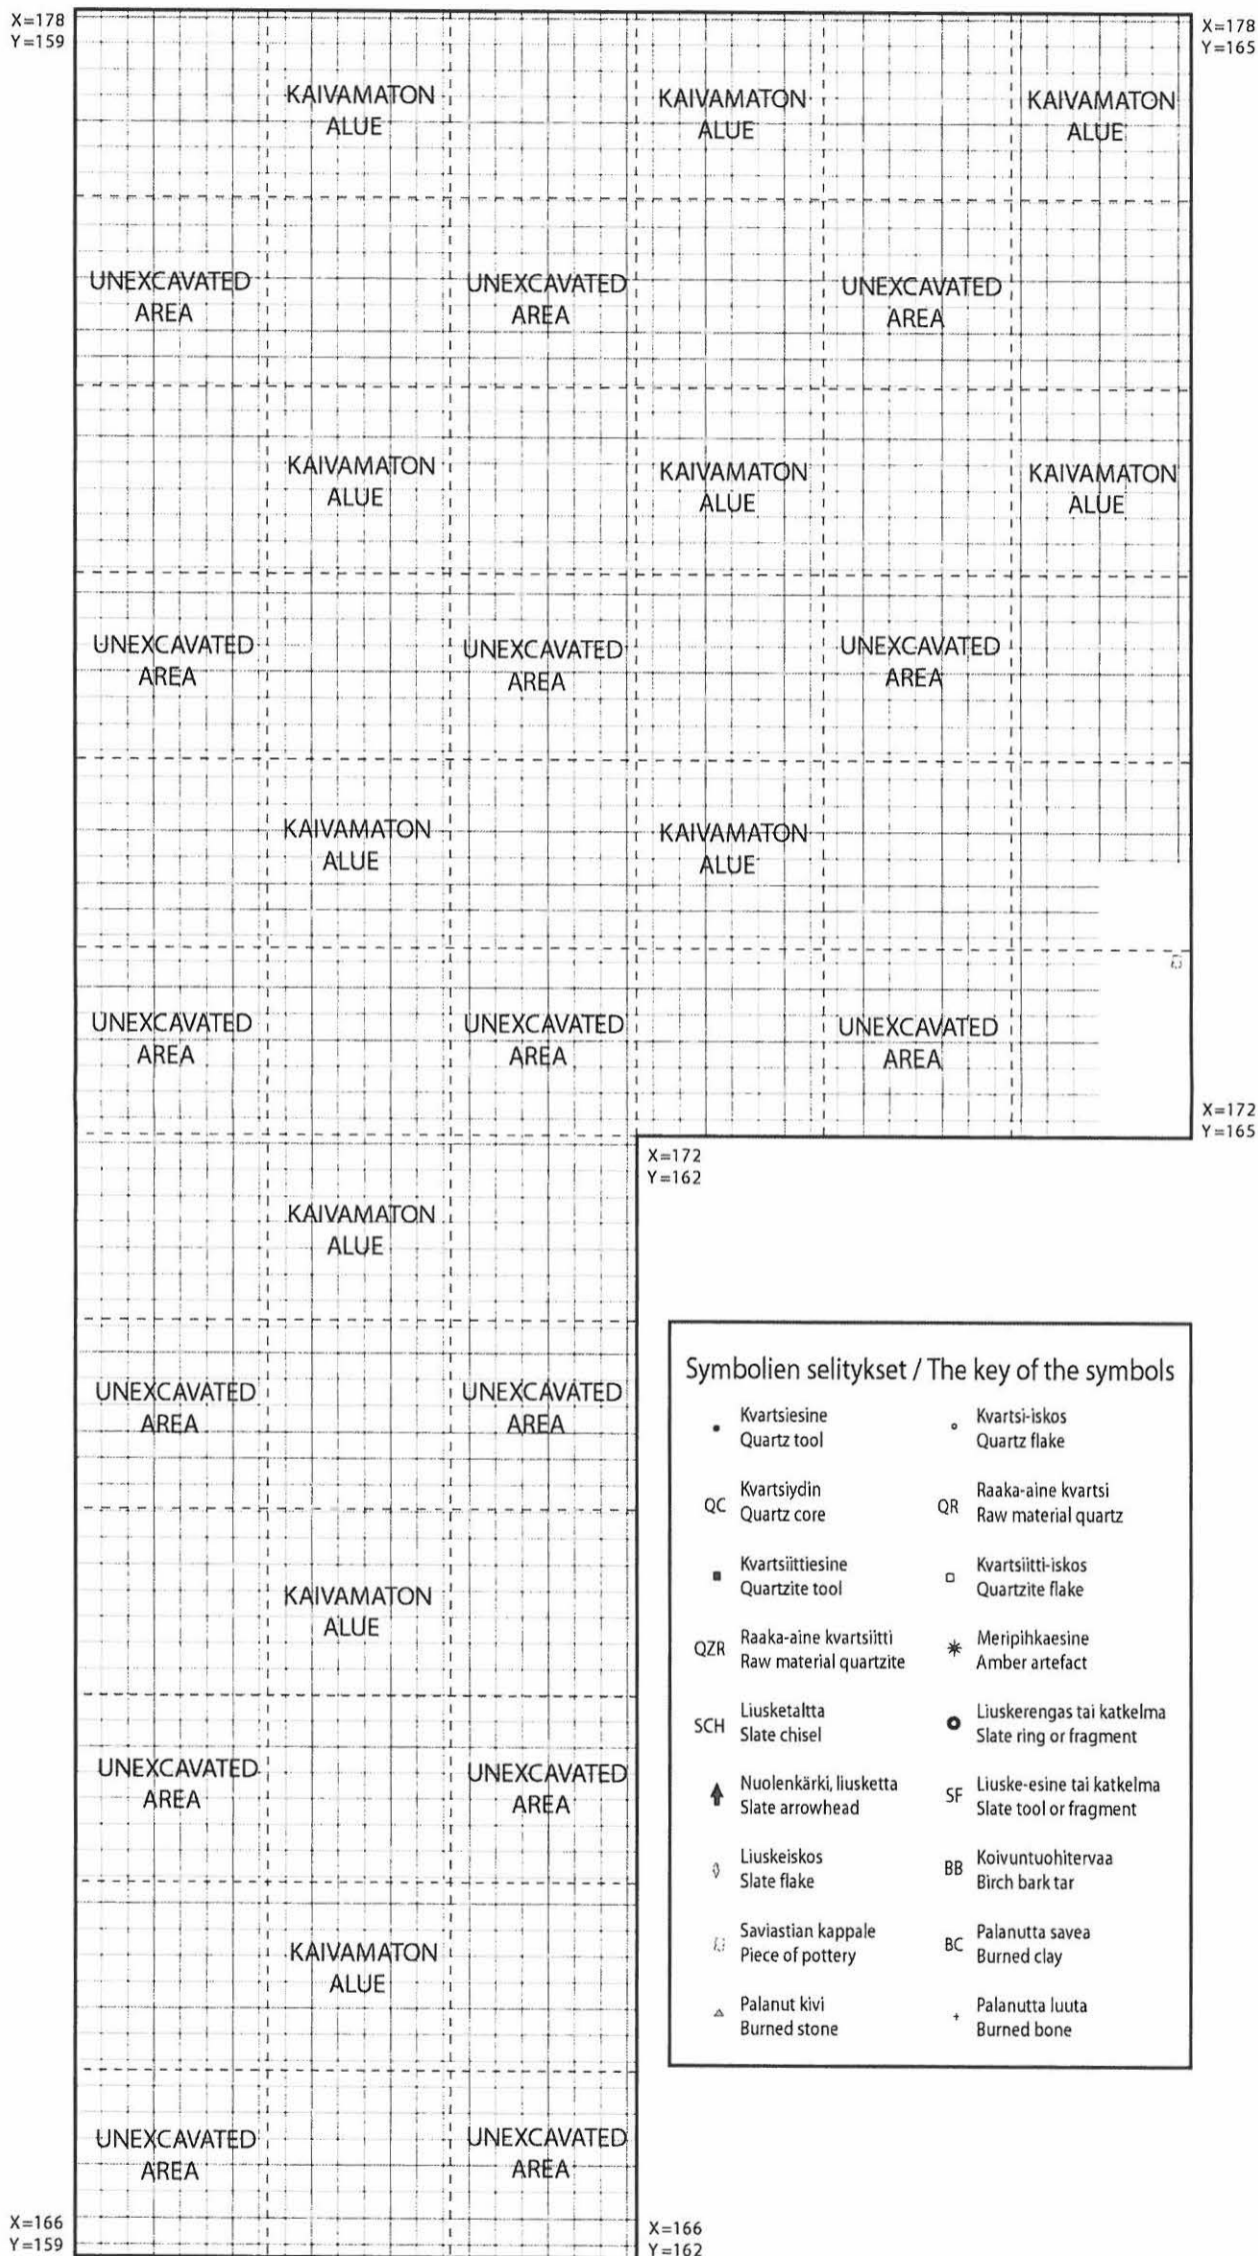 X=178
Y=159
X=178
Y=165
KAIVAMATON
ALUE
KAIVAMATON
ALUE
KAIVAMATON
ALUE
UNEXCAVATED
AREA
UNEXCAVATED
AREA
UNEXCAVATED
AREA
KAIVAMATON
ALUE
KAIVAMATON
ALUE
KAIVAMATON
ALUE
UNEXCAVATED
AREA
UNEXCAVATED
AREA
UNEXCAVATED
AREA
KAIVAMATON
ALUE
KAIVAMATON
ALUE
UNEXCAVATED
AREA
UNEXCAVATED
AREA
UNEXCAVATED
AREA
X=172
Y=165
X=172
Y=162
KAIVAMATON
ALUE
UNEXCAVATED
AREA
UNEXCAVATED
AREA
KAIVAMATON
ALUE
UNEXCAVATED
AREA
UNEXCAVATED
AREA
KAIVAMATON
ALUE
UNEXCAVATED
AREA
UNEXCAVATED
AREA
X=166
Y=159
X=166
Y=162
Symbolien selitykset / The key of the symbols
Kvartsiesine
Quartz tool
Kvartsi-iskos
Quartz flake
QC Kvartsiydin
Quartz core
QR Raaka-aine kvartsi
Raw material quartz
Kvartsiittiesine
Quartzite tool
Kvartsiitti-iskos
Quartzite flake
QZR Raaka-aine kvartsiitti
Raw material quartzite
Meripihkaesine
Amber artefact
SCH Liusketaltta
Slate chisel
Liuskerengas tai katkelma
Slate ring or fragment
Nuolenkärki, liusketta
Slate arrowhead
SF Liuske-esine tai katkelma
Slate tool or fragment
Liuskeiskos
Slate flake
BB Koivuntuohitervaa
Birch bark tar
Saviastian kappale
Piece of pottery
BC Palanutta savea
Burned clay
Palanut kivi
Burned stone
Palanutta luuta
Burned bone